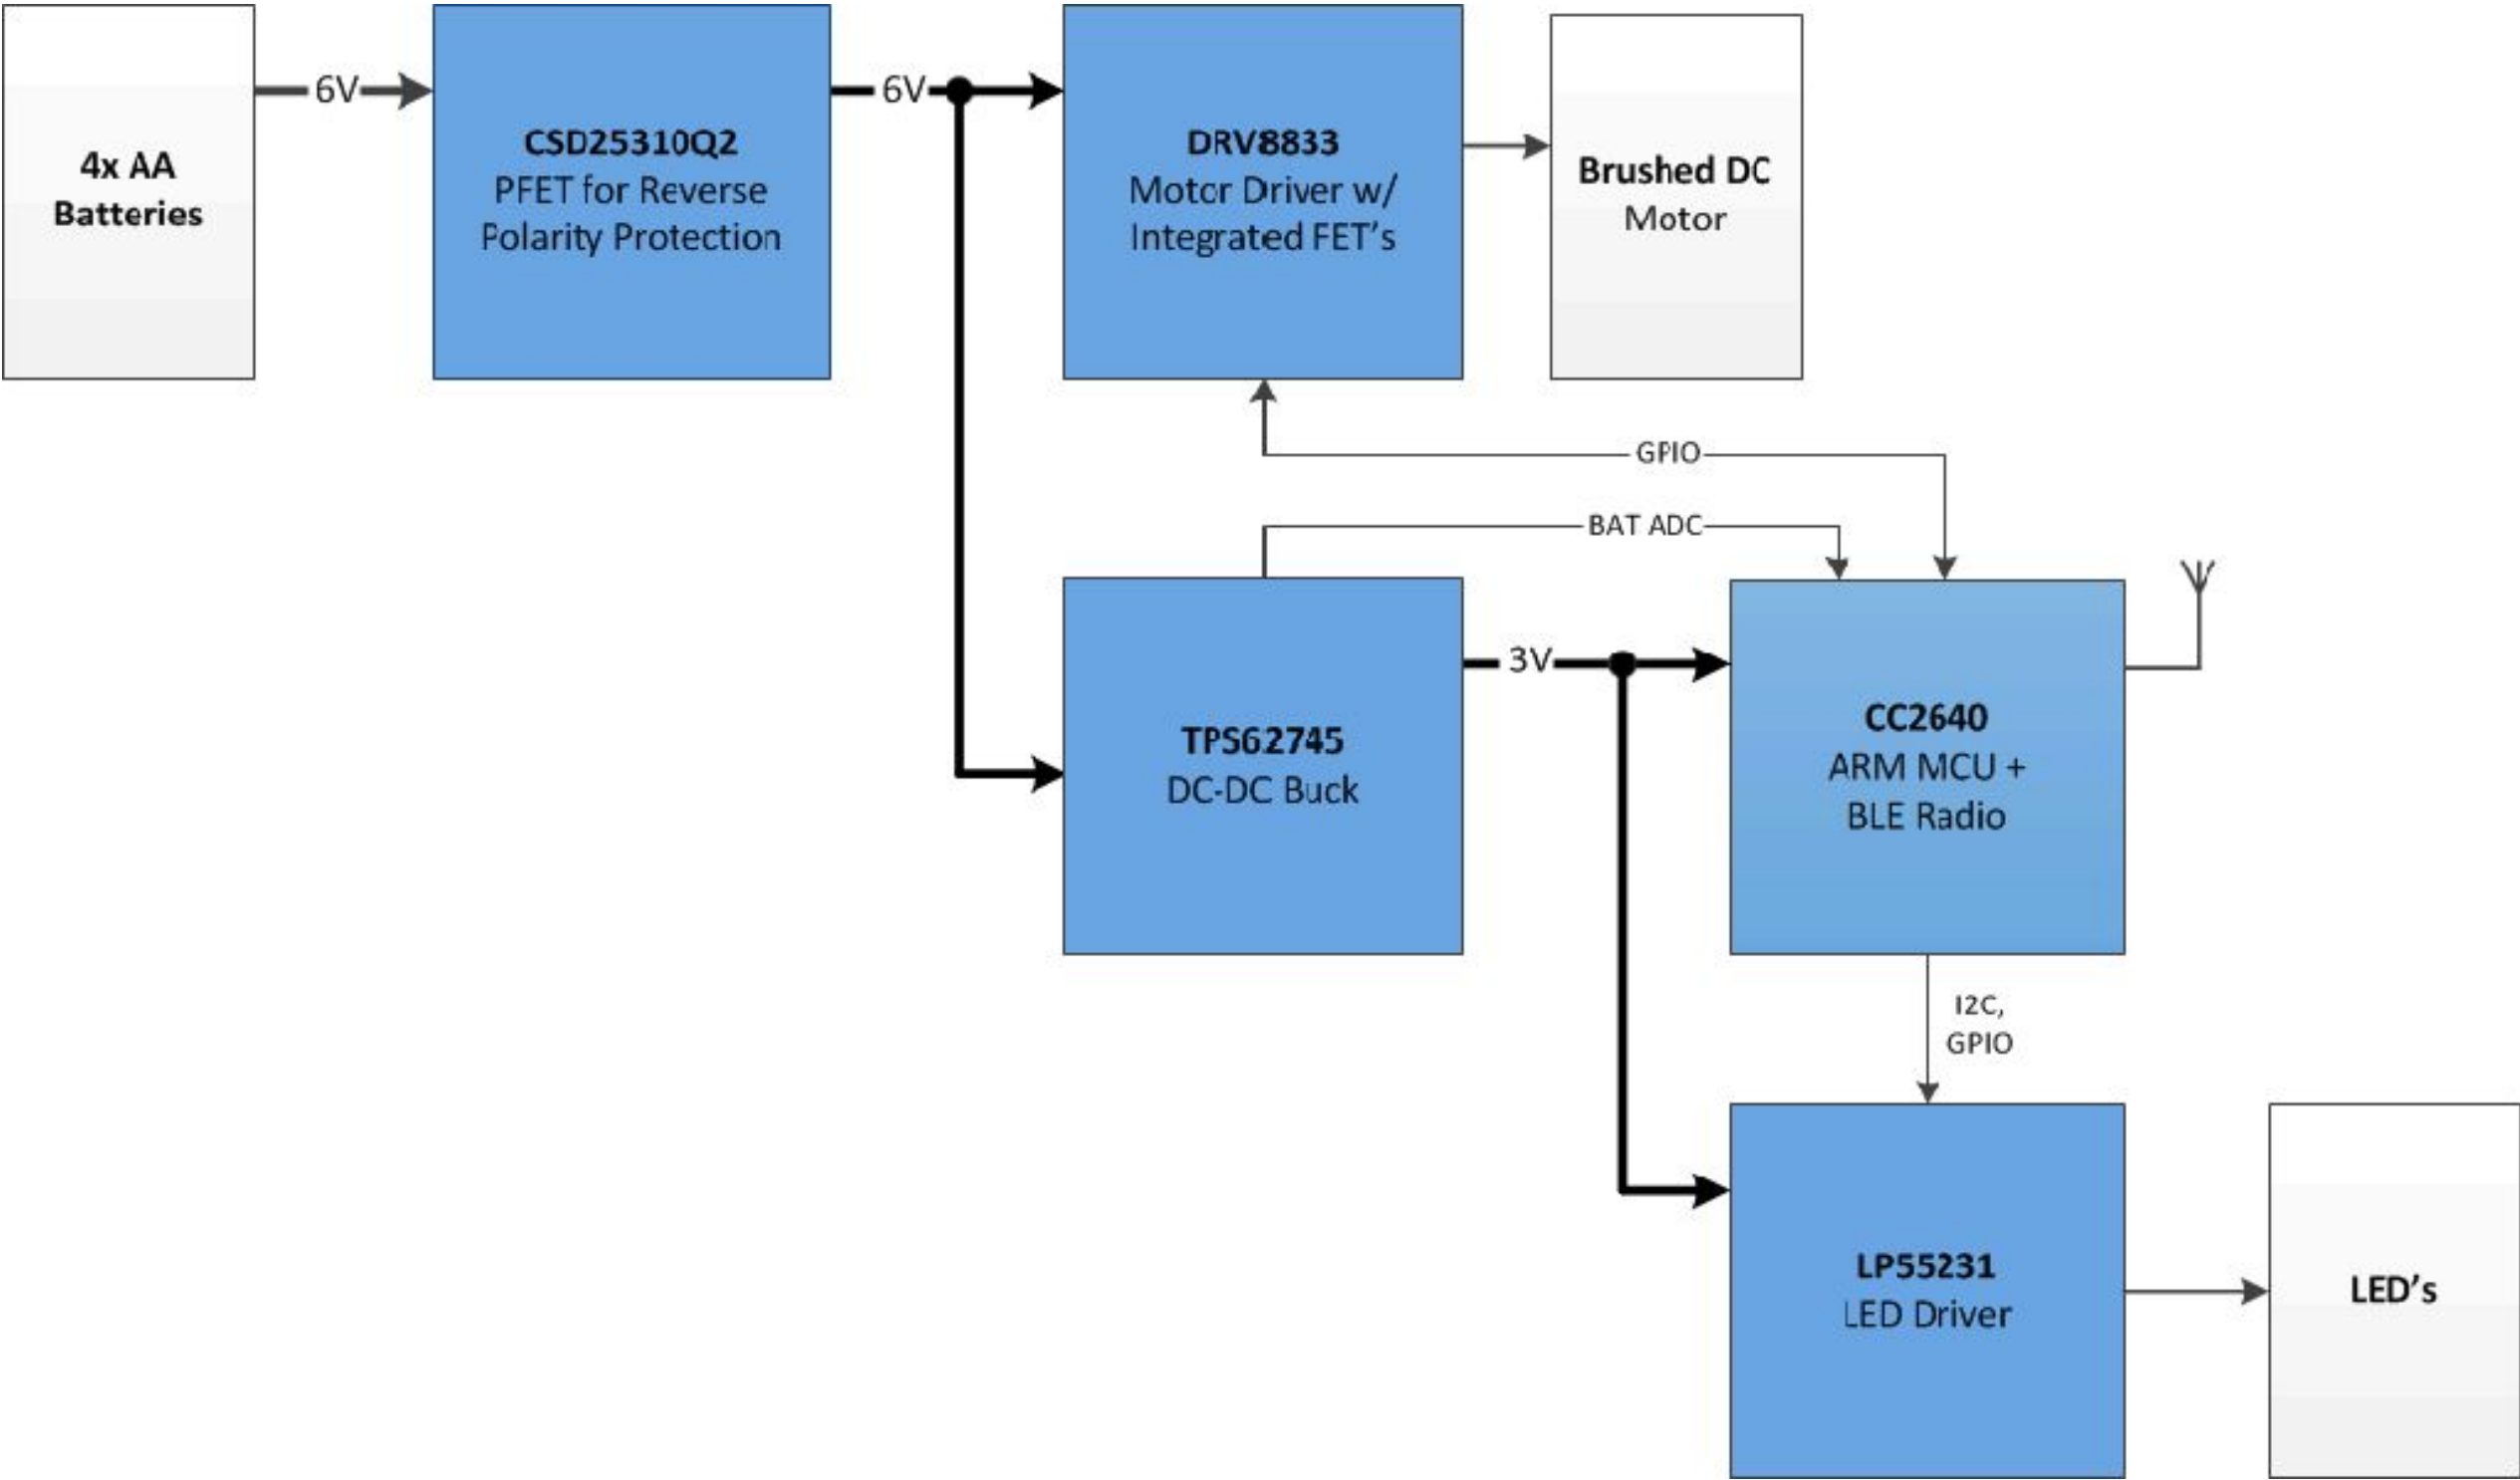 4x AA
Batteries
6V
CSD25310Q2
PFET for Reverse
Polarity Protection
6V
DRV8833
Motor Driver w/
Integrated FET’s
Brushed DC
Motor
GPIO
BAT ADC
TPS62745
DC-DC Buck
3V
CC2640
ARM MCU +
BLE Radio
I2C,
GPIO
LP55231
LED Driver
LED’s